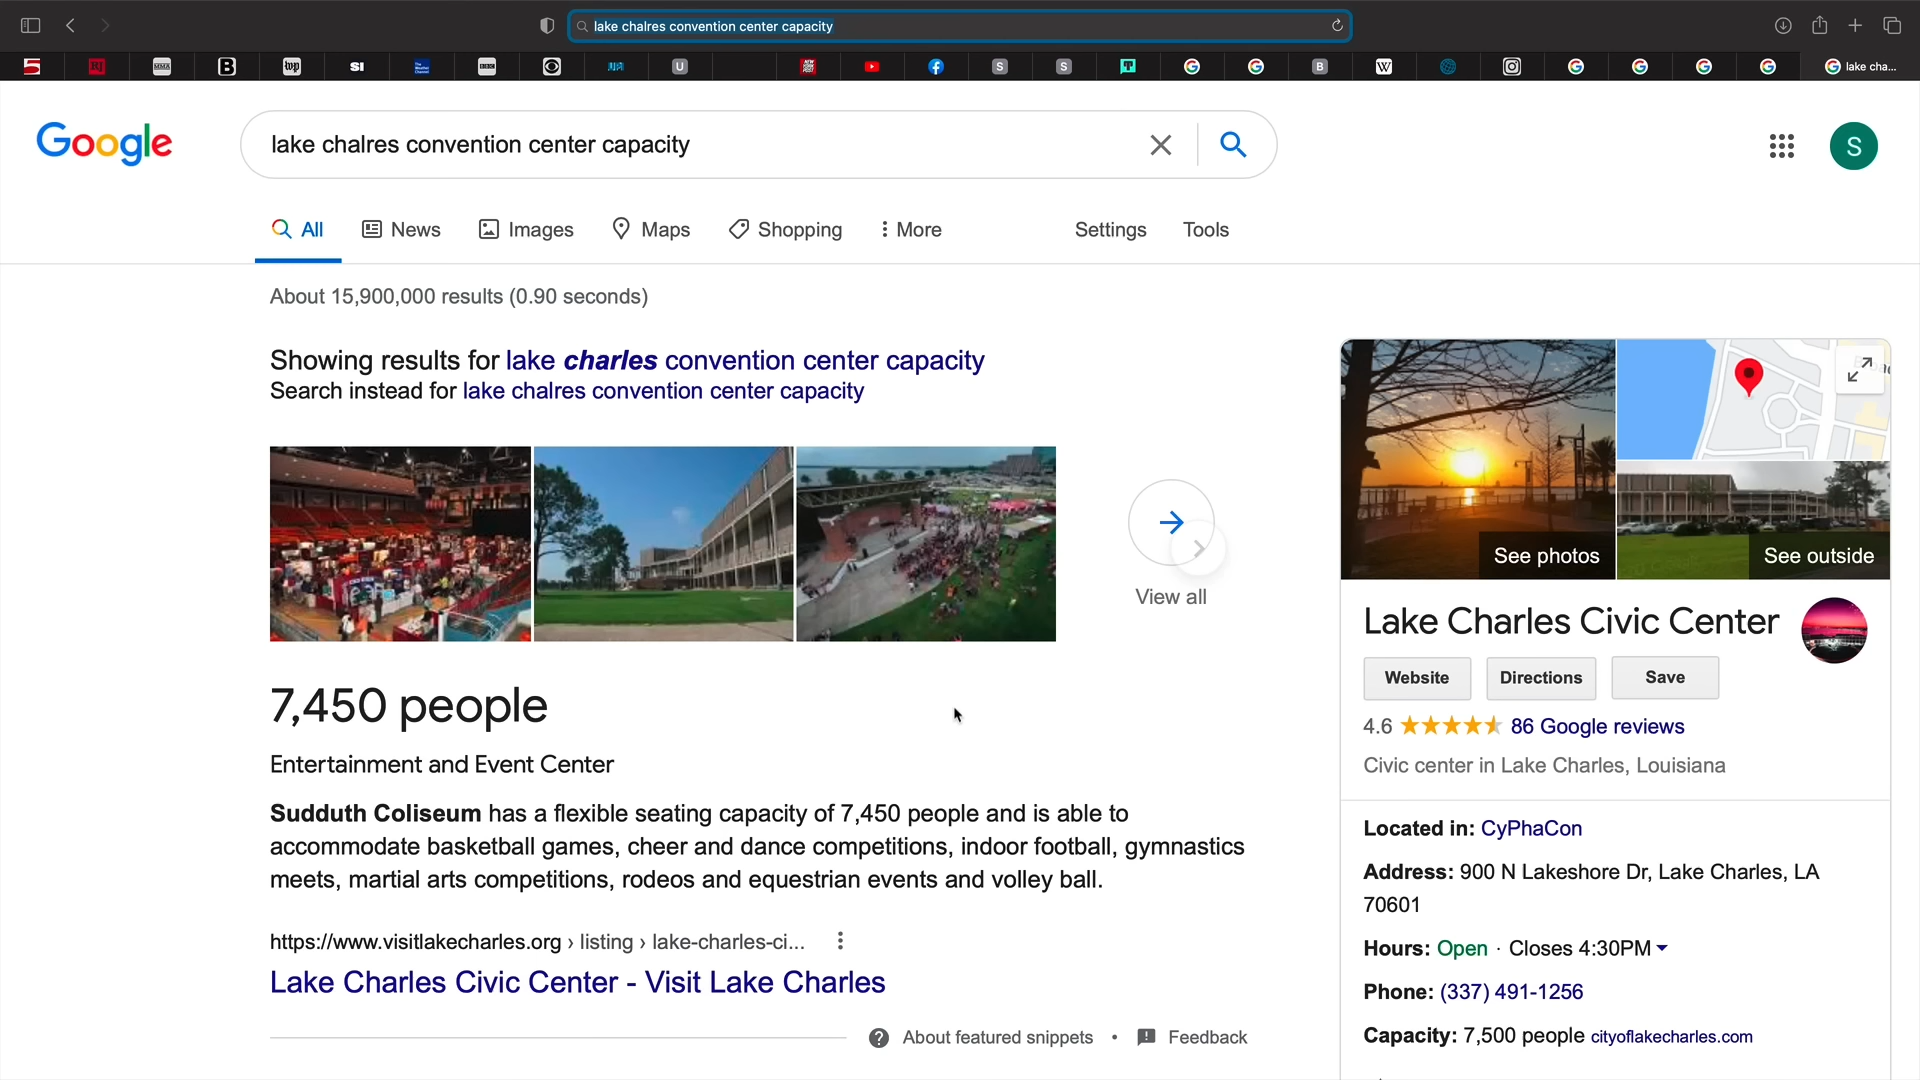 lake chalres convention center capacity
lake cha...
Google
lake chalres convention center capacity
S
All
News
Images
Maps
Shopping
More
Settings
Tools
About 15,900,000 results (0.90 seconds)
Showing results for lake charles convention center capacity
Search instead for lake chalres convention center capacity
View all
See photos
See outside
7,450 people
Entertainment and Event Center
Sudduth Coliseum has a flexible seating capacity of 7,450 people and is able to
accommodate basketball games, cheer and dance competitions, indoor football, gymnastics
meets, martial arts competitions, rodeos and equestrian events and volley ball.
https://www.visitlakecharles.org › listing › lake-charles-ci...
Lake Charles Civic Center - Visit Lake Charles
About featured snippets • Feedback
Lake Charles Civic Center
Website
Directions
Save
4.6 86 Google reviews
Civic center in Lake Charles, Louisiana
Located in: CyPhaCon
Address: 900 N Lakeshore Dr, Lake Charles, LA
70601
Hours: Open · Closes 4:30PM
Phone: (337) 491-1256
Capacity: 7,500 people cityoflakecharles.com